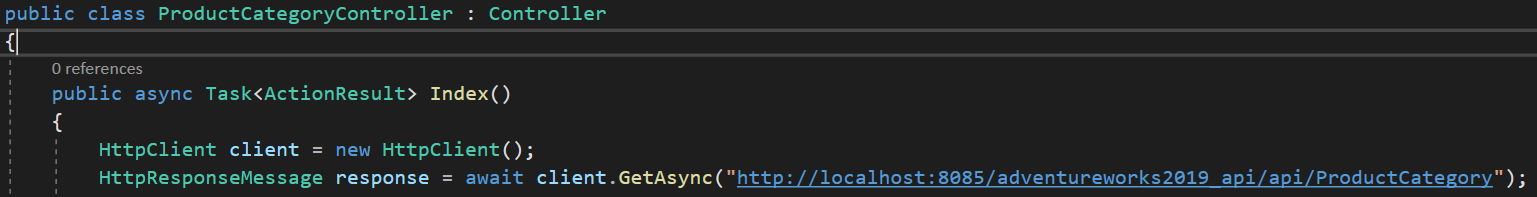 public class ProductCategoryController : Controller
{
0 references
public async Task<ActionResult> Index()
{
HttpClient client = new HttpClient();
HttpResponseMessage response = await client.GetAsync("http://localhost:8085/adventureworks2019_api/api/ProductCategory");